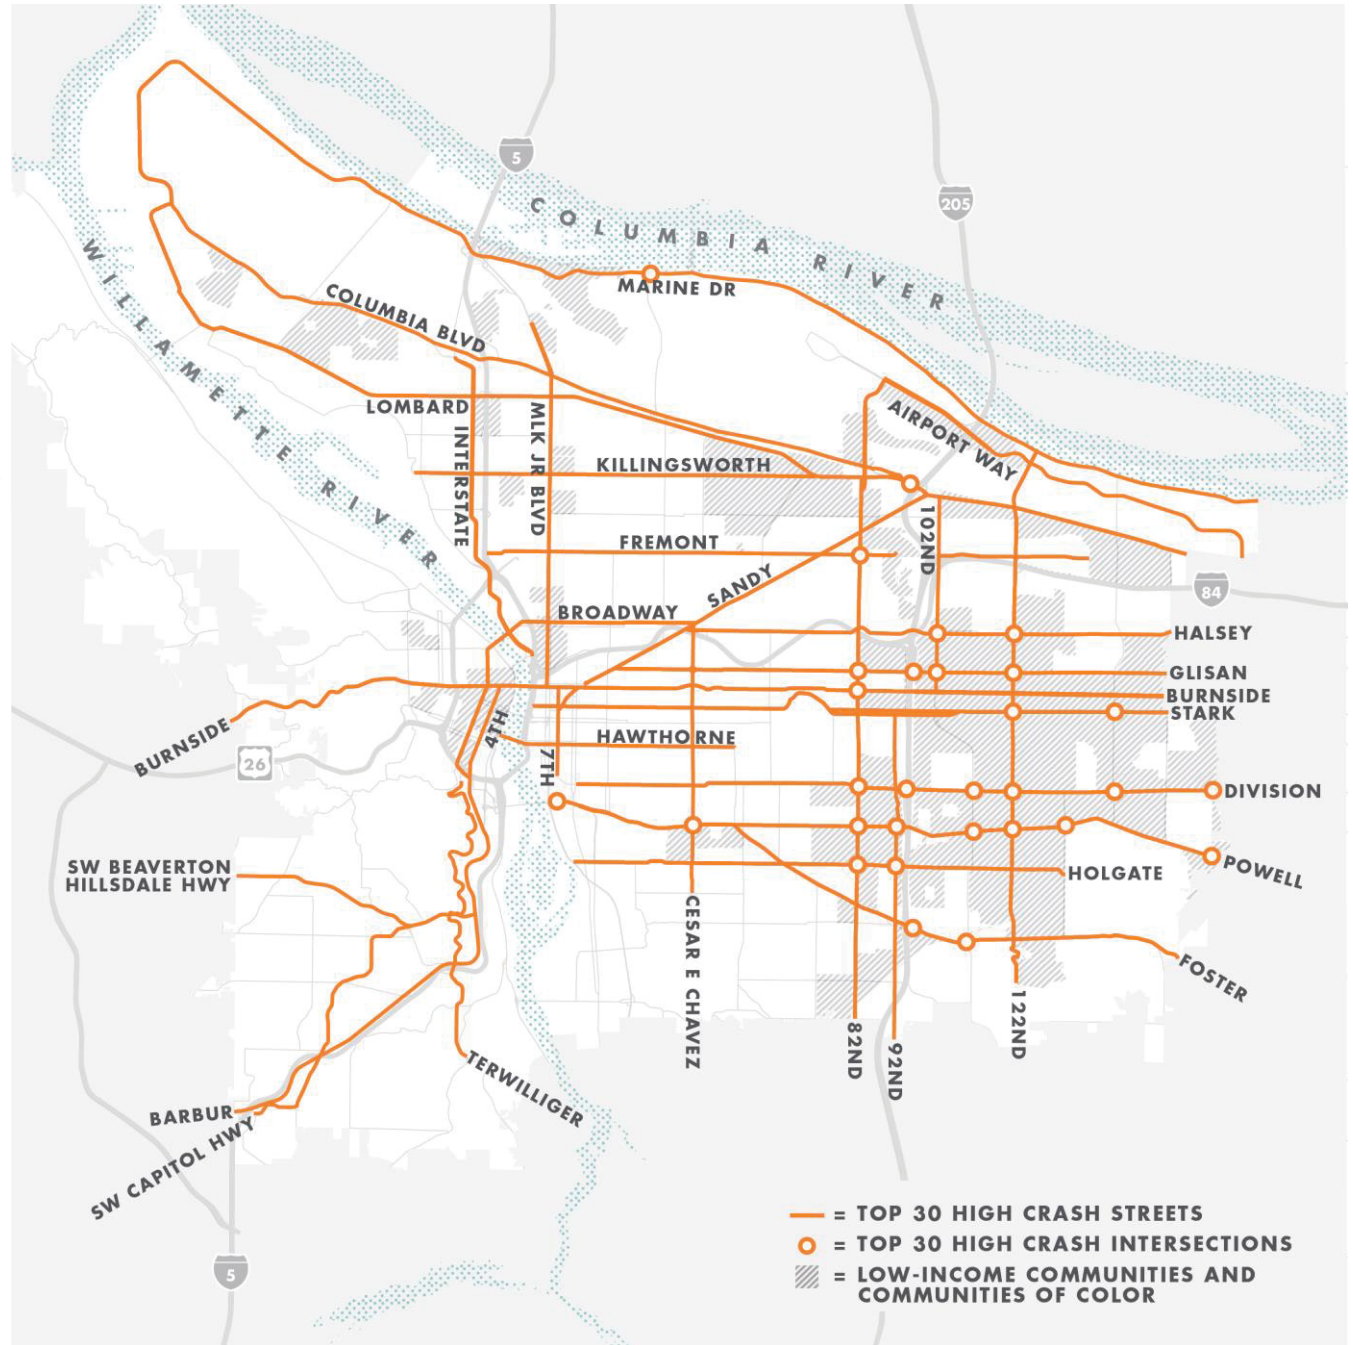 5
205
COLUMBIA RIVER
MARINE DR
WILLAMETTE RIVER
COLUMBIA BLVD
LOMBARD
INTERSTATE
MLK JR BLVD
AIRPORT WAY
KILLINGSWORTH
102ND
FREMONT
SANDY
84
BROADWAY
HALSEY
GLISAN
BURNSIDE
STARK
BURNSIDE
26
4TH
7TH
HAWTHORNE
DIVISION
SW BEAVERTON
HILLSDALE HWY
POWELL
HOLGATE
CESAR E CHAVEZ
FOSTER
82ND
92ND
122ND
TERWILLIGER
BARBUR
SW CAPITOL HWY
5
= TOP 30 HIGH CRASH STREETS
= TOP 30 HIGH CRASH INTERSECTIONS
= LOW-INCOME COMMUNITIES AND
COMMUNITIES OF COLOR